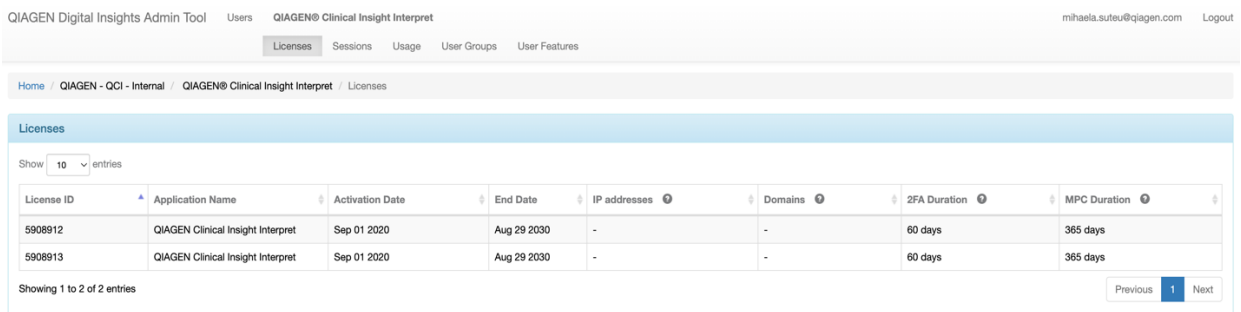 QIAGEN Digital Insights Admin Tool Users QIAGEN® Clinical Insight Interpret mihaela.suteu@qiagen.com Logout
Licenses Sessions Usage User Groups User Features
Home / QIAGEN - QCI - Internal / QIAGEN® Clinical Insight Interpret / Licenses
Licenses
Show 10 entries
License ID Application Name Activation Date End Date IP addresses ? Domains ? 2FA Duration ? MPC Duration ?
5908912 QIAGEN Clinical Insight Interpret Sep 01 2020 Aug 29 2030 - - 60 days 365 days
5908913 QIAGEN Clinical Insight Interpret Sep 01 2020 Aug 29 2030 - - 60 days 365 days
Showing 1 to 2 of 2 entries Previous 1 Next